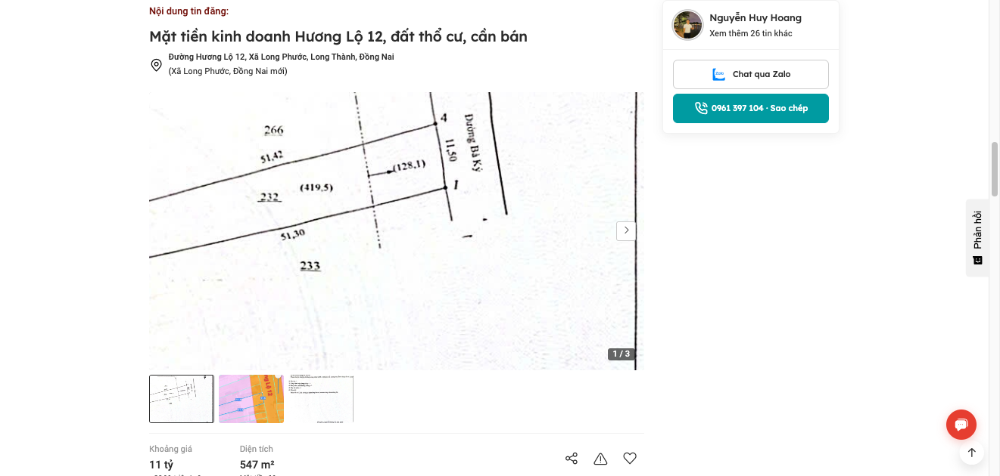 Nội dung tin đăng:
Mặt tiền kinh doanh Hương Lộ 12, đất thổ cư, cần bán
Đường Hương Lộ 12, Xã Long Phước, Long Thành, Đồng Nai
(Xã Long Phước, Đồng Nai mới)
266
51,42
4
11,50
Đường Bà Ký
(128,1)
(419,5)
232
1
51,30
233
1 / 3
Khoảng giá
11 tỷ
Diện tích
547 m²
Nguyễn Huy Hoang
Xem thêm 26 tin khác
Zalo
Chat qua Zalo
0961 397 104 · Sao chép
Phản hồi